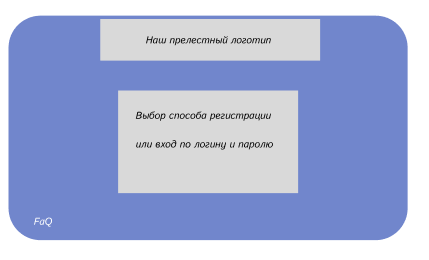 Наш прелестный логотип
Выбор способа регистрации
или вход по логину и паролю
FaQ